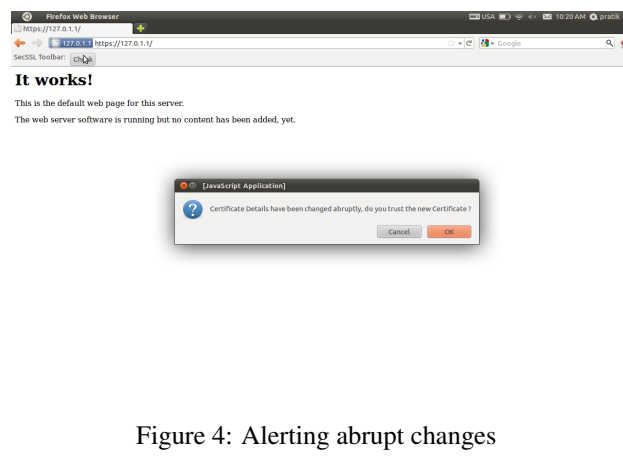 Firefox Web Browser
USA 10:20 AM pratik
https://127.0.1.1/
127.0.1.1 https://127.0.1.1/
Google
SecSSL Toolbar: Check
It works!
This is the default web page for this server.
The web server software is running but no content has been added, yet.
[JavaScript Application]
Certificate Details have been changed abruptly, do you trust the new Certificate ?
Cancel OK
Figure 4: Alerting abrupt changes